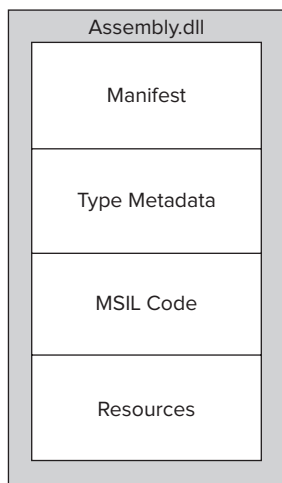 Assembly.dll
Manifest
Type Metadata
MSIL Code
Resources